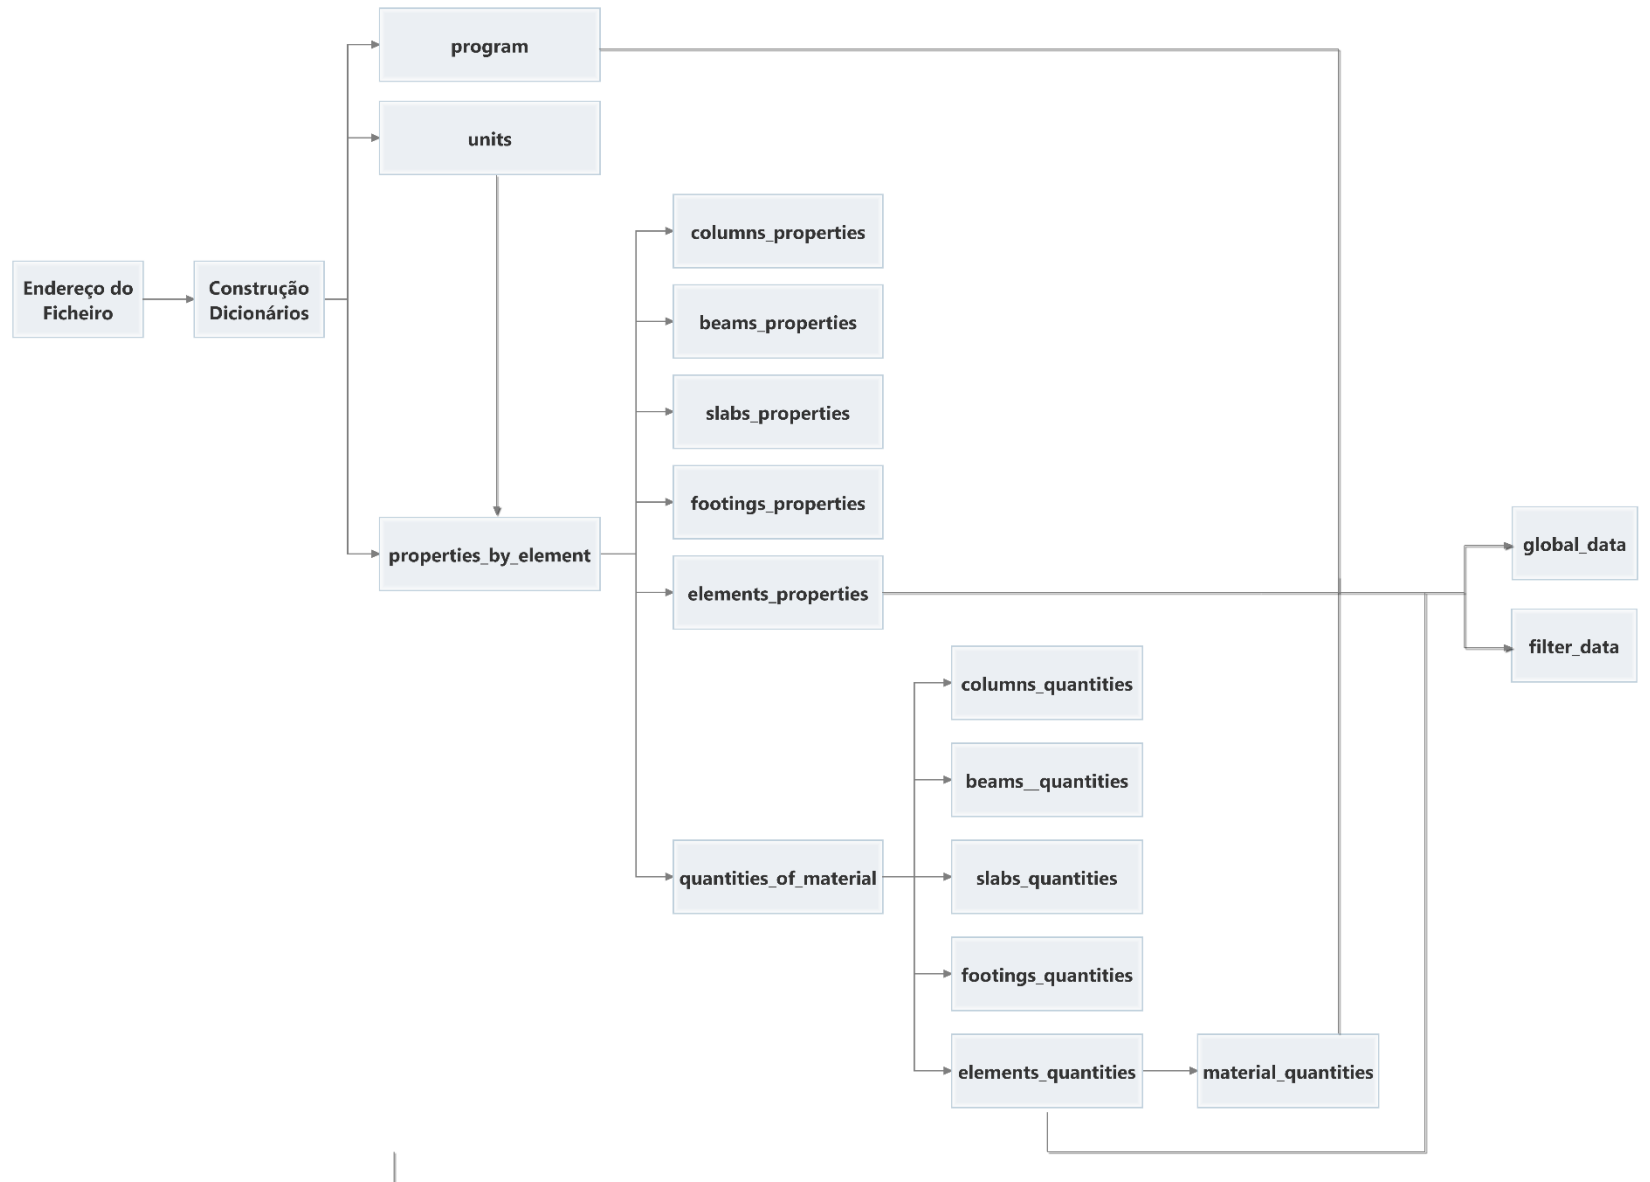 program
units
columns_properties
Endereço do
Ficheiro
Construção
Dicionários
beams_properties
slabs_properties
footings_properties
properties_by_element
elements_properties
global_data
filter_data
columns_quantities
beams__quantities
quantities_of_material
slabs_quantities
footings_quantities
elements_quantities
material_quantities